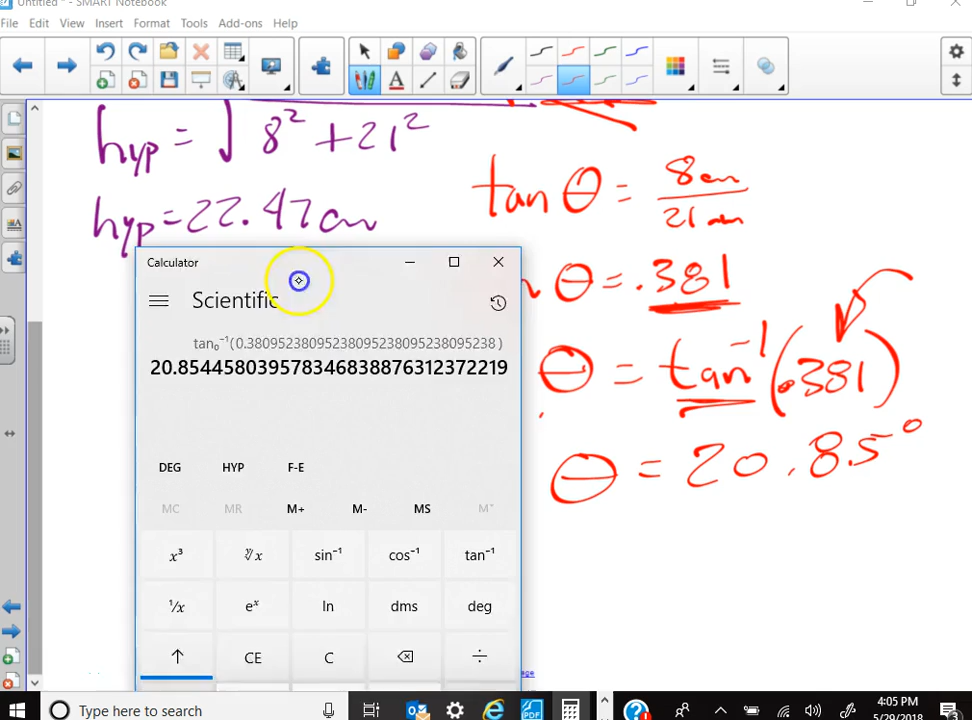 Untitled * - SMART Notebook
File Edit View Insert Format Tools Add-ons Help
hyp = √8² + 21²
hyp = 22.47cm
tan θ = 8cm / 21cm
θ = .381
θ = tan⁻¹ (.381)
θ = 20.85°
Calculator
Scientific
tan₀⁻¹(0.38095238095238095238095238095238)
20.854458039578346838876312372219
DEG HYP F-E
MC MR M+ M- MS M˅
x³ ʸ√x sin⁻¹ cos⁻¹ tan⁻¹
¹/x eˣ ln dms deg
↑ CE C ÷
Type here to search
PDF
4:05 PM
5/29/2018
3